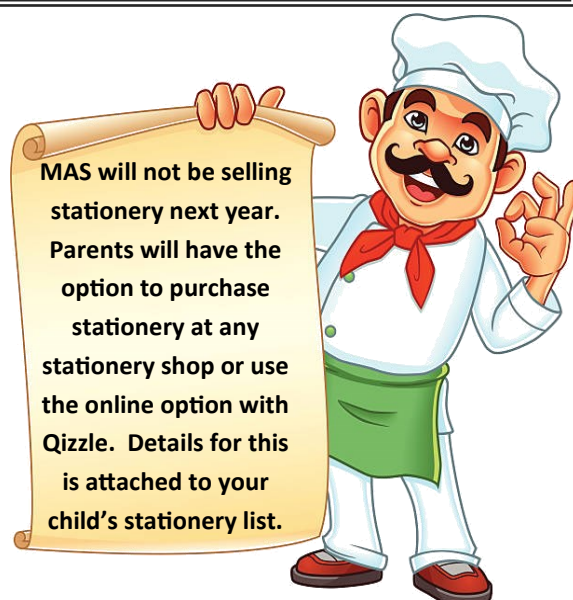 MAS will not be selling
stationery next year.
Parents will have the
option to purchase
stationery at any
stationery shop or use
the online option with
Qizzle.  Details for this
is attached to your
child's stationery list.